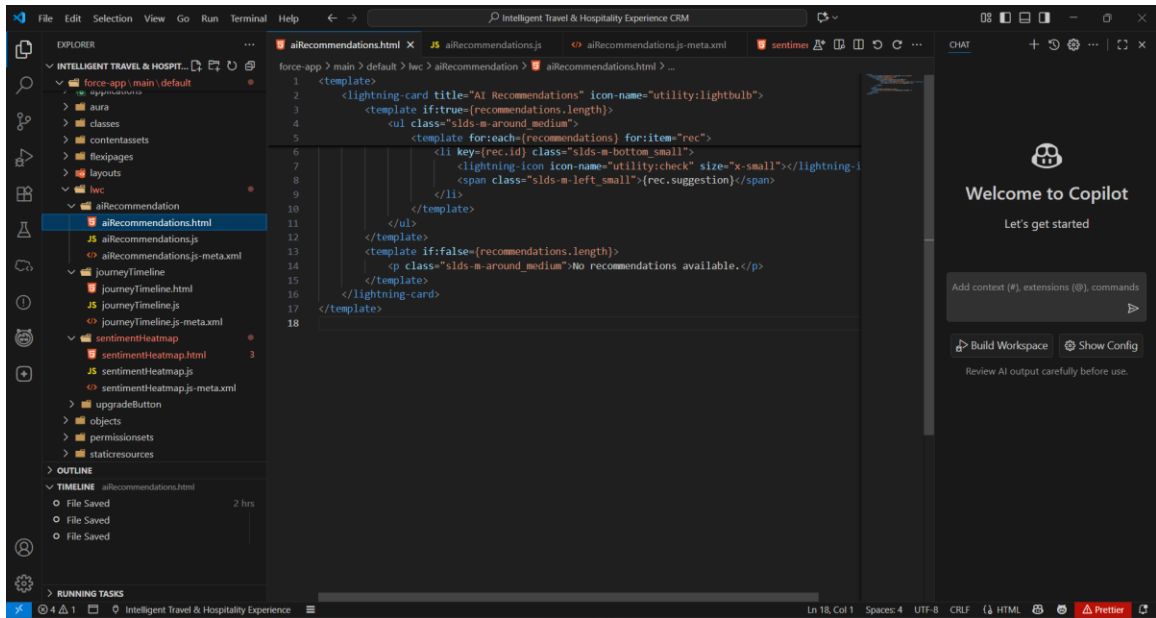 File Edit Selection View Go Run Terminal Help
Intelligent Travel & Hospitality Experience CRM
EXPLORER
INTELLIGENT TRAVEL & HOSPIT...
force-app \ main \ default
applications
aura
classes
contentassets
flexipages
layouts
lwc
aiRecommendation
aiRecommendations.html
JS aiRecommendations.js
aiRecommendations.js-meta.xml
journeyTimeline
journeyTimeline.html
JS journeyTimeline.js
journeyTimeline.js-meta.xml
sentimentHeatmap
sentimentHeatmap.html 3
JS sentimentHeatmap.js
sentimentHeatmap.js-meta.xml
upgradeButton
objects
permissionsets
staticresources
OUTLINE
TIMELINE aiRecommendations.html
File Saved 2 hrs
File Saved
File Saved
RUNNING TASKS
aiRecommendations.html JS aiRecommendations.js aiRecommendations.js-meta.xml sentimen
force-app > main > default > lwc > aiRecommendation > aiRecommendations.html > ...
1 <template>
2 <lightning-card title="AI Recommendations" icon-name="utility:lightbulb">
3 <template if:true={recommendations.length}>
4 <ul class="slds-m-around_medium">
5 <template for:each={recommendations} for:item="rec">
6 <li key={rec.id} class="slds-m-bottom_small">
7 <lightning-icon icon-name="utility:check" size="x-small"></lightning-i
8 <span class="slds-m-left_small">{rec.suggestion}</span>
9 </li>
10 </template>
11 </ul>
12 </template>
13 <template if:false={recommendations.length}>
14 <p class="slds-m-around_medium">No recommendations available.</p>
15 </template>
16 </lightning-card>
17 </template>
18
CHAT
Welcome to Copilot
Let's get started
Add context (#), extensions (@), commands
Build Workspace Show Config
Review AI output carefully before use.
4 1 Intelligent Travel & Hospitality Experience
Ln 18, Col 1 Spaces: 4 UTF-8 CRLF HTML Prettier